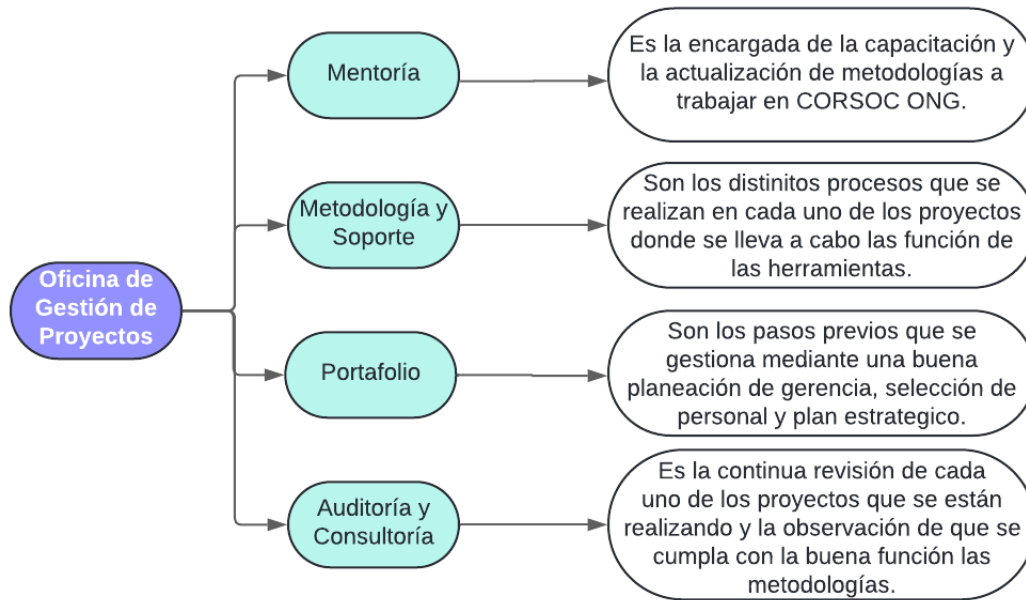 Mentoría
Es la encargada de la capacitación y
la actualización de metodologías a
trabajar en CORSOC ONG.
Metodología y
Soporte
Son los distinitos procesos que se
realizan en cada uno de los proyectos
donde se lleva a cabo las función de
las herramientas.
Oficina de
Gestión de
Proyectos
Portafolio
Son los pasos previos que se
gestiona mediante una buena
planeación de gerencia, selección de
personal y plan estrategico.
Auditoría y
Consultoría
Es la continua revisión de cada
uno de los proyectos que se están
realizando y la observación de que se
cumpla con la buena función las
metodologías.